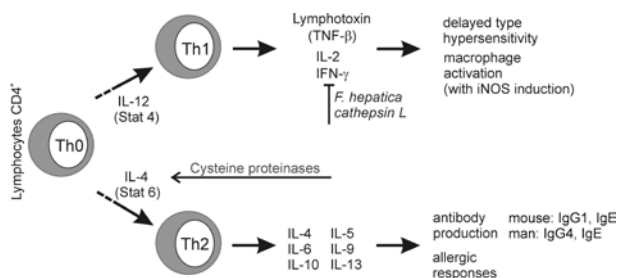 Lymphocytes CD4⁺
Th0
IL-12
(Stat 4)
Th1
Lymphotoxin
(TNF-β)
IL-2
IFN-γ
F. hepatica
cathepsin L
delayed type
hypersensitivity
macrophage
activation
(with iNOS induction)
IL-4
(Stat 6)
Cysteine proteinases
Th2
IL-4 IL-5
IL-6 IL-9
IL-10 IL-13
antibody mouse: IgG1, IgE
production man: IgG4, IgE
allergic
responses